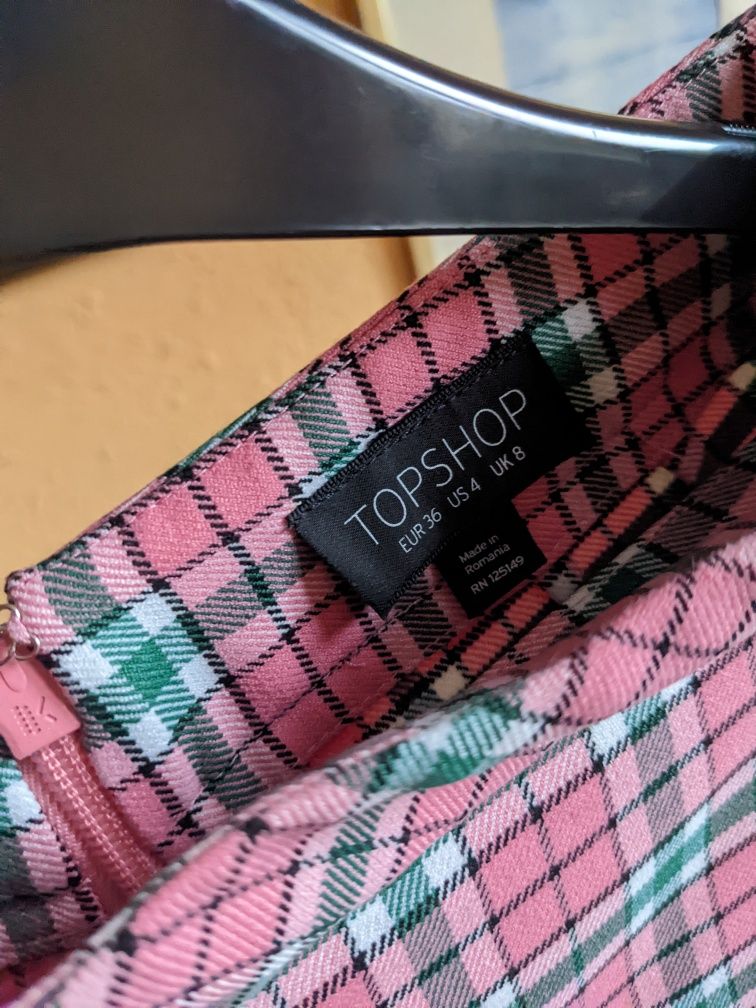 TOPSHOP
EUR 36 US 4 UK 8
Made in
Romania
RN 125149